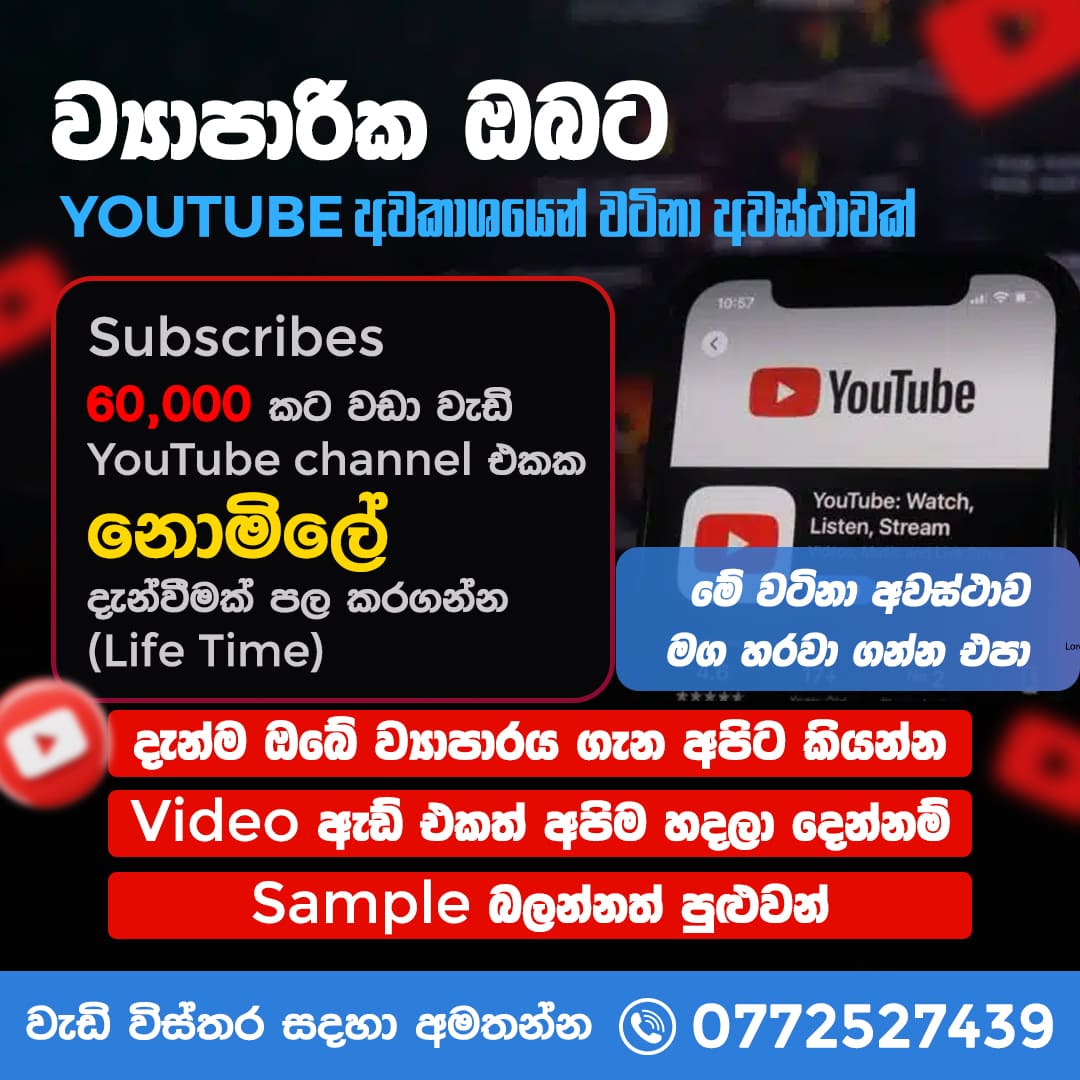 ව්‍යාපාරික ඔබට
YOUTUBE අවකාශයෙන් වටිනා අවස්ථාවක්
Subscribes
60,000 කට වඩා වැඩි
YouTube channel එකක
නොමිලේ
දැන්වීමක් පල කරගන්න
(Life Time)
10:57
YouTube
YouTube: Watch,
Listen, Stream
මේ වටිනා අවස්ථාව
මග හරවා ගන්න එපා
දැන්ම ඔබේ ව්‍යාපාරය ගැන අපිට කියන්න
Video ඇඩ් එකත් අපිම හදලා දෙන්නම්
Sample බලන්නත් පුළුවන්
වැඩි විස්තර සදහා අමතන්න 0772527439